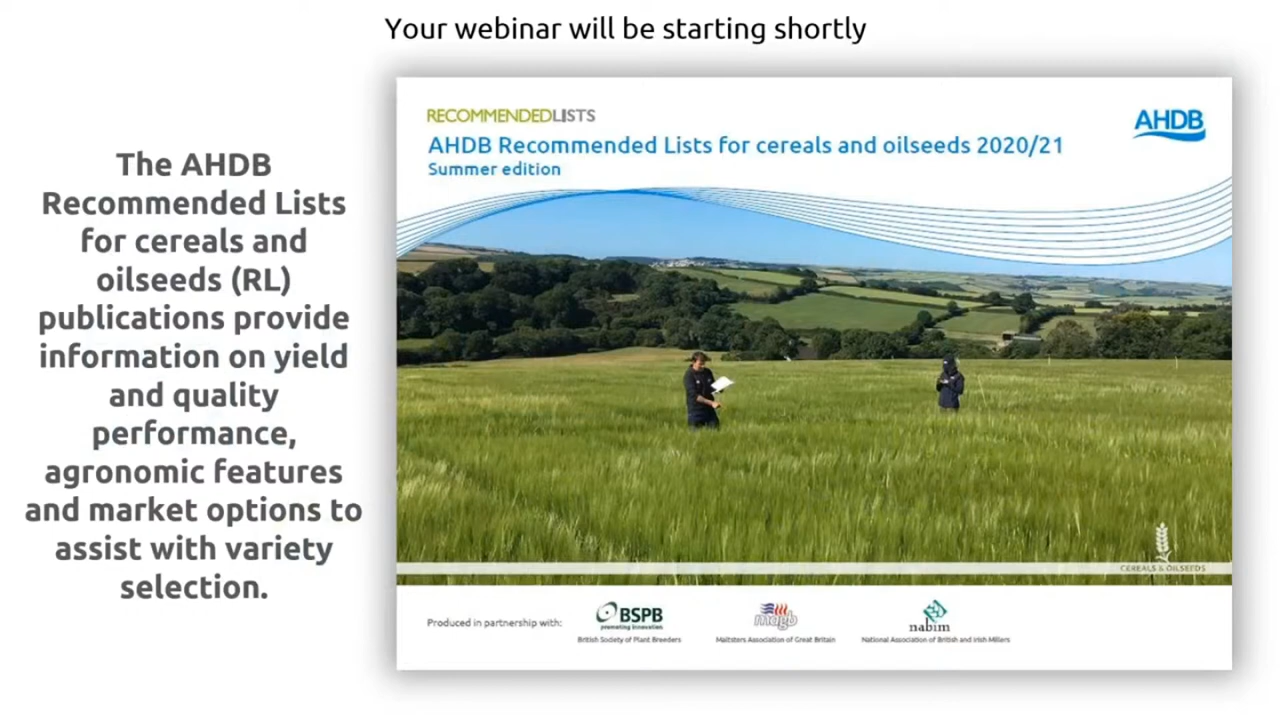 Your webinar will be starting shortly
The AHDB
Recommended Lists
for cereals and
oilseeds (RL)
publications provide
information on yield
and quality
performance,
agronomic features
and market options to
assist with variety
selection.
RECOMMENDEDLISTS
AHDB
AHDB Recommended Lists for cereals and oilseeds 2020/21
Summer edition
CEREALS & OILSEEDS
Produced in partnership with:
BSPB
promoting innovation
British Society of Plant Breeders
magb
Maltsters Association of Great Britain
nabim
National Association of British and Irish Millers